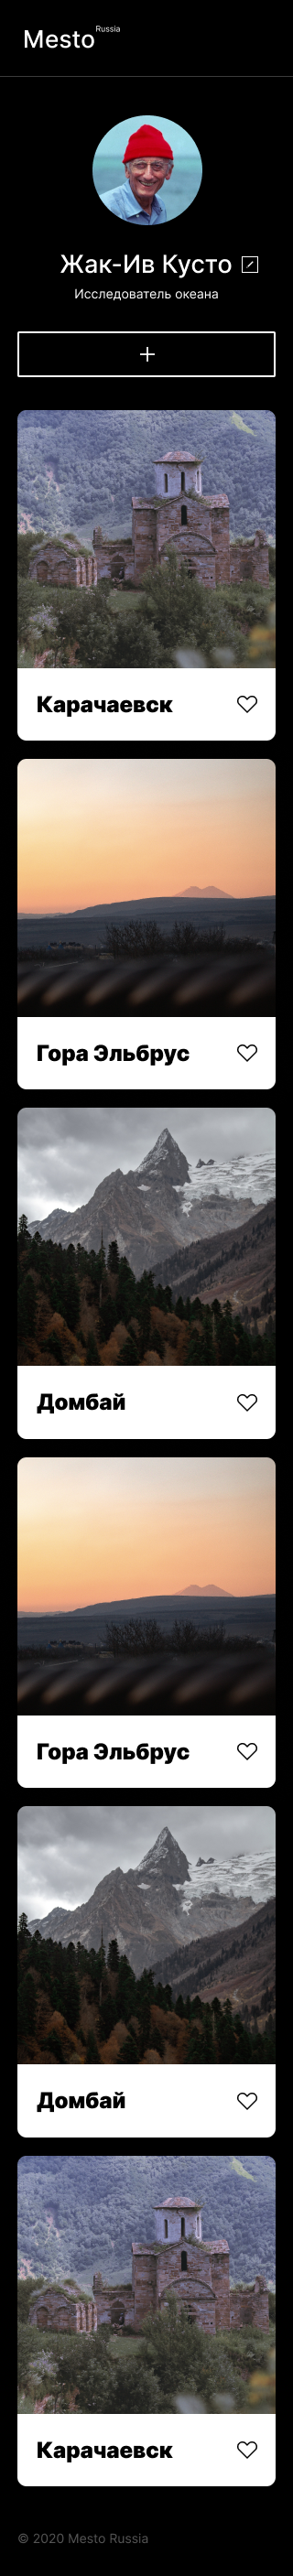 Mesto Russia
Жак-Ив Кусто
Исследователь океана
Карачаевск
Гора Эльбрус
Домбай
Гора Эльбрус
Домбай
Карачаевск
© 2020 Mesto Russia